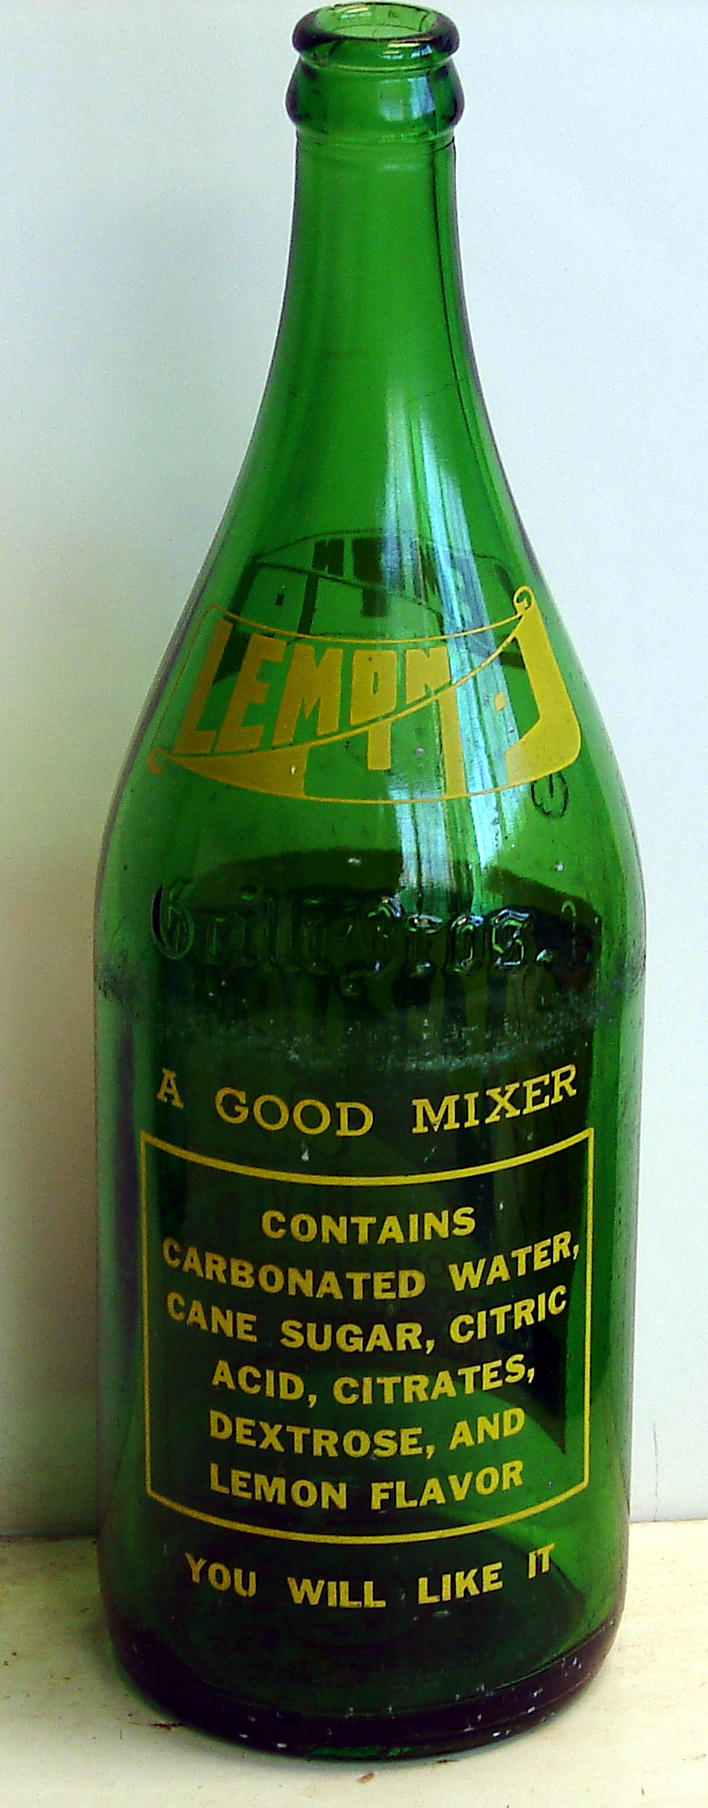 LEMON
Bros.
A GOOD MIXER
CONTAINS
CARBONATED WATER,
CANE SUGAR, CITRIC
ACID, CITRATES,
DEXTROSE, AND
LEMON FLAVOR
YOU WILL LIKE IT